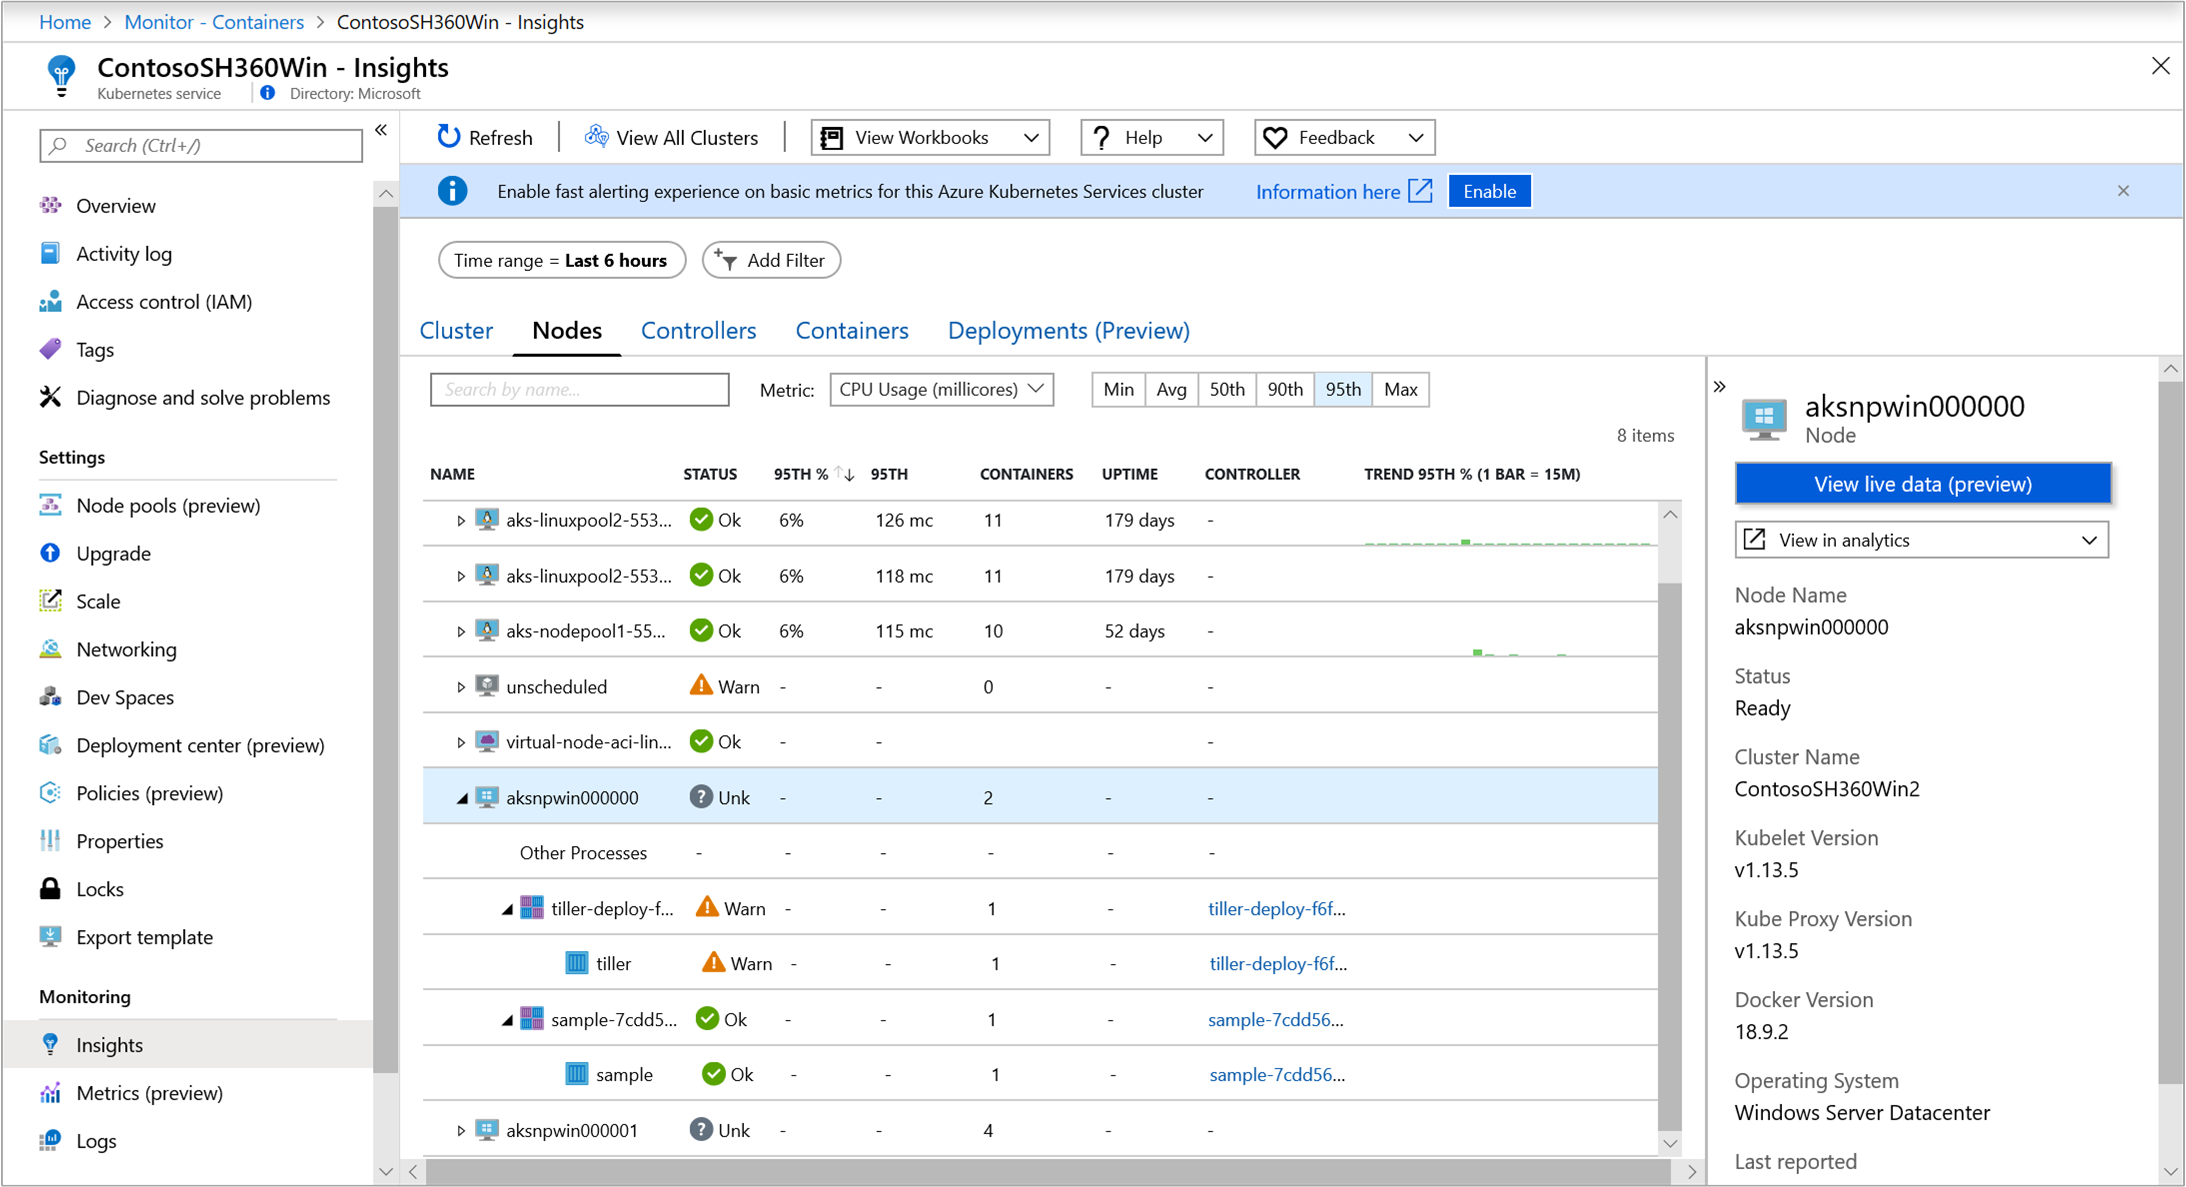 Home > Monitor - Containers > ContosoSH360Win - Insights
ContosoSH360Win - Insights
Kubernetes service Directory: Microsoft
Search (Ctrl+/)
Overview
Activity log
Access control (IAM)
Tags
Diagnose and solve problems
Settings
Node pools (preview)
Upgrade
Scale
Networking
Dev Spaces
Deployment center (preview)
Policies (preview)
Properties
Locks
Export template
Monitoring
Insights
Metrics (preview)
Logs
Refresh View All Clusters View Workbooks Help Feedback
Enable fast alerting experience on basic metrics for this Azure Kubernetes Services cluster Information here Enable
Time range = Last 6 hours Add Filter
Cluster Nodes Controllers Containers Deployments (Preview)
Search by name... Metric: CPU Usage (millicores) Min Avg 50th 90th 95th Max
8 items
NAME STATUS 95TH % ↑↓ 95TH CONTAINERS UPTIME CONTROLLER TREND 95TH % (1 BAR = 15M)
aks-linuxpool2-553... Ok 6% 126 mc 11 179 days -
aks-linuxpool2-553... Ok 6% 118 mc 11 179 days -
aks-nodepool1-55... Ok 6% 115 mc 10 52 days -
unscheduled Warn - - 0 - -
virtual-node-aci-lin... Ok - - -
aksnpwin000000 Unk - - 2 - -
Other Processes - - - - - -
tiller-deploy-f... Warn - - 1 - tiller-deploy-f6f...
tiller Warn - - 1 - tiller-deploy-f6f...
sample-7cdd5... Ok - - 1 - sample-7cdd56...
sample Ok - - 1 - sample-7cdd56...
aksnpwin000001 Unk - - 4 - -
aksnpwin000000
Node
View live data (preview)
View in analytics
Node Name
aksnpwin000000
Status
Ready
Cluster Name
ContosoSH360Win2
Kubelet Version
v1.13.5
Kube Proxy Version
v1.13.5
Docker Version
18.9.2
Operating System
Windows Server Datacenter
Last reported